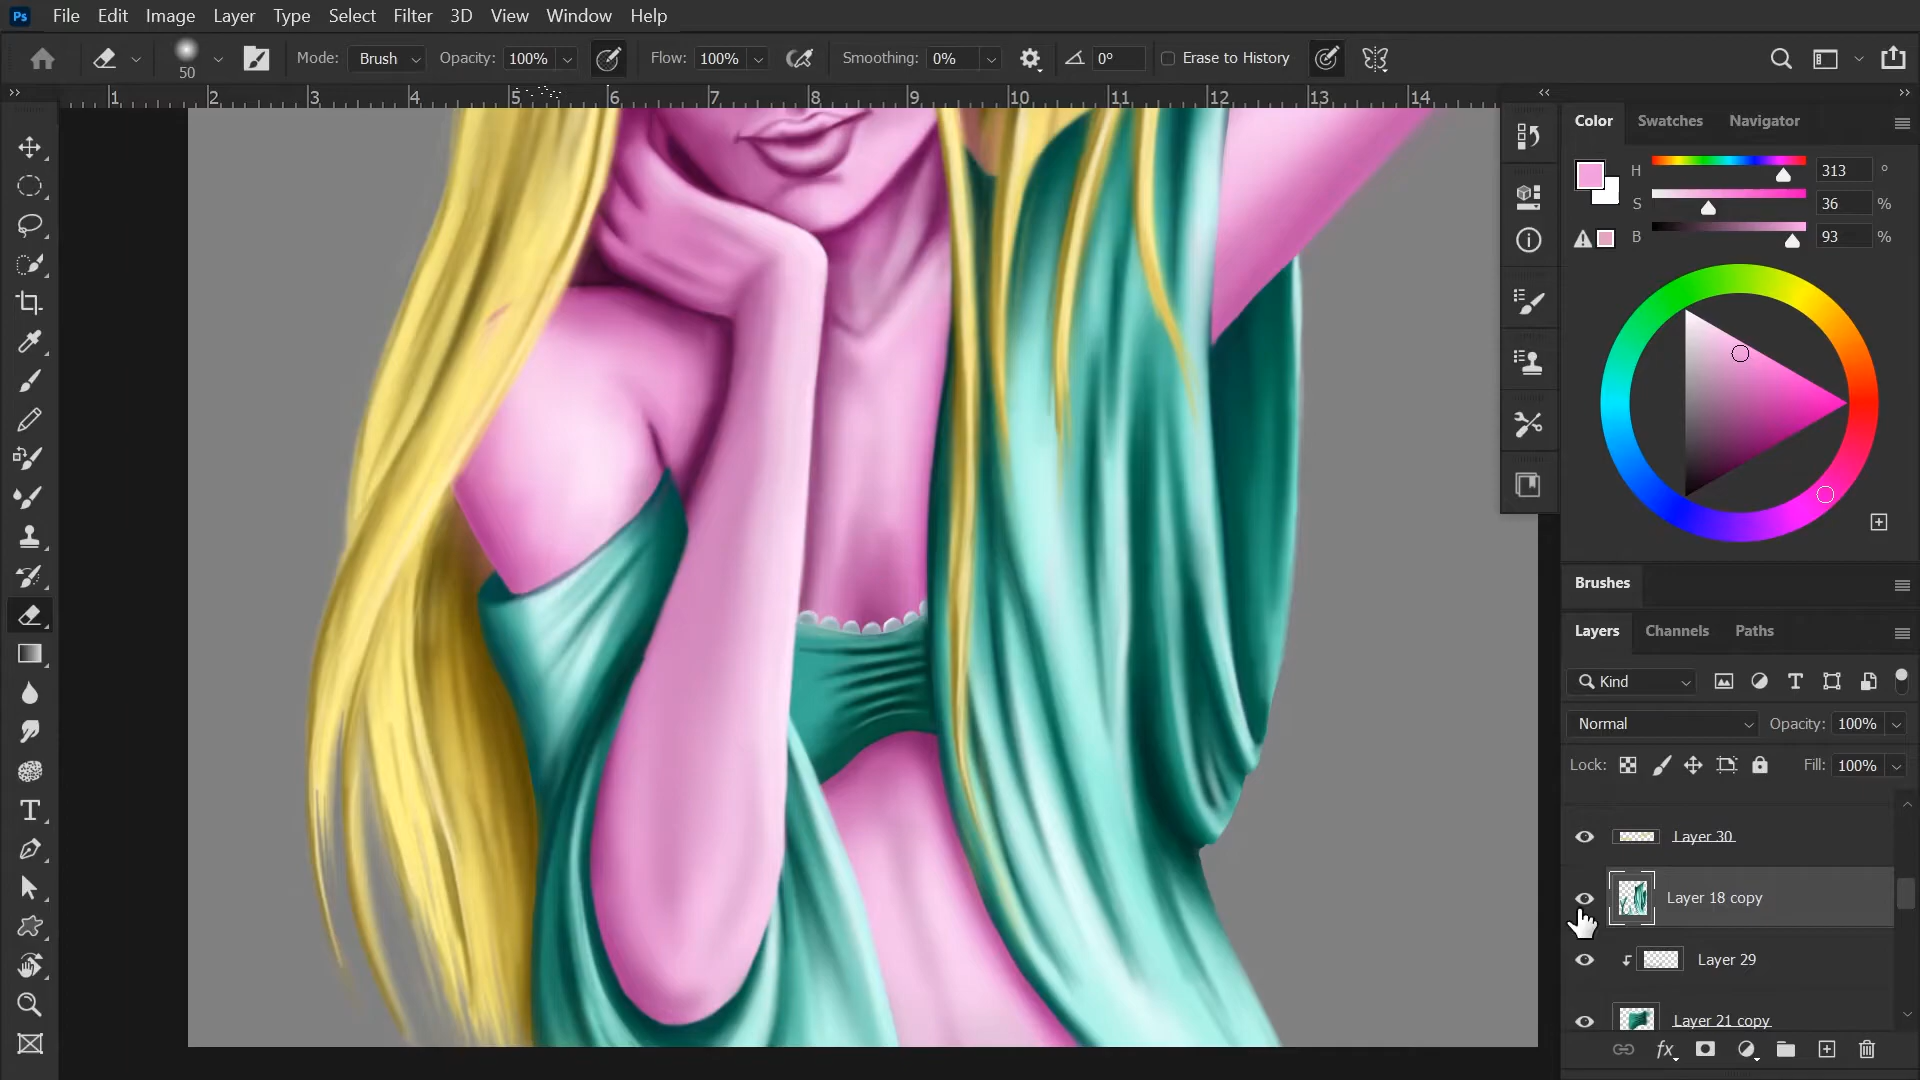 Ps File Edit Image Layer Type Select Filter 3D View Window Help
50 Mode: Brush Opacity: 100% Flow: 100% Smoothing: 0% 0° Erase to History
1 2 3 4 5 6 7 8 9 10 11 12 13 14
Color Swatches Navigator
H 313 °
S 36 %
B 93 %
Brushes
Layers Channels Paths
Kind
Normal Opacity: 100%
Lock: Fill: 100%
Layer 30
Layer 18 copy
Layer 29
Layer 21 copy
fx